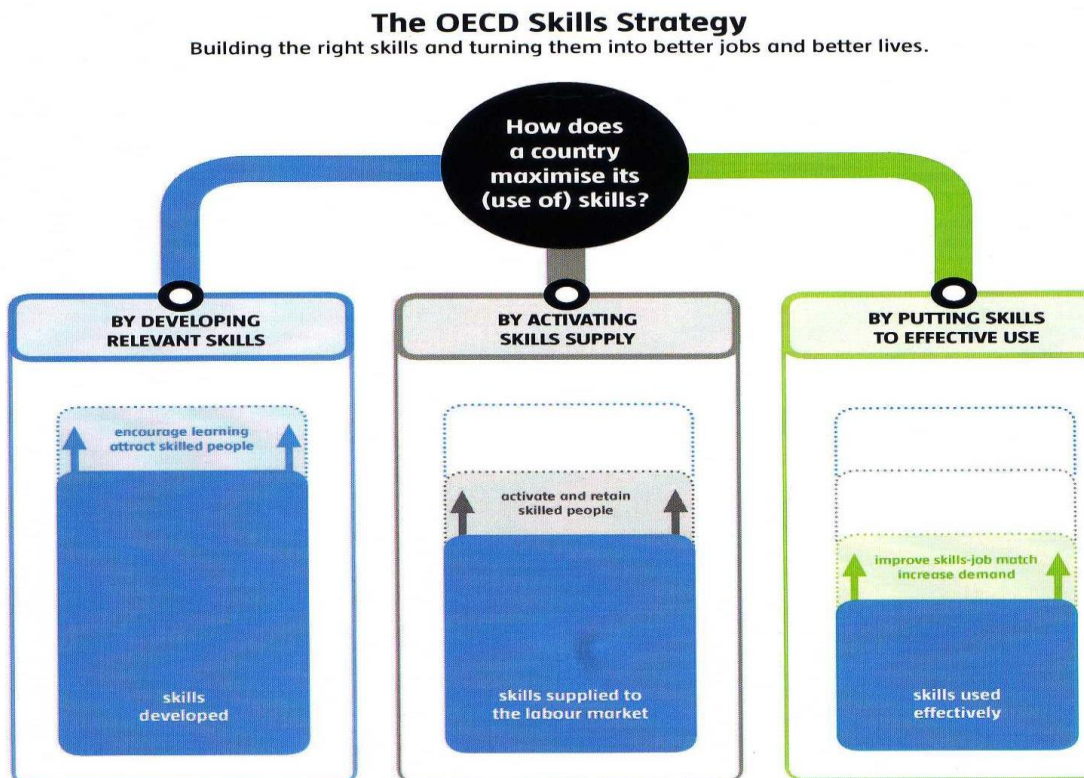 The OECD Skills Strategy
Building the right skills and turning them into better jobs and better lives.
How does
a country
maximise its
(use of) skills?
BY DEVELOPING
RELEVANT SKILLS
encourage learning
attract skilled people
skills
developed
BY ACTIVATING
SKILLS SUPPLY
activate and retain
skilled people
skills supplied to
the labour market
BY PUTTING SKILLS
TO EFFECTIVE USE
improve skills-job match
increase demand
skills used
effectively